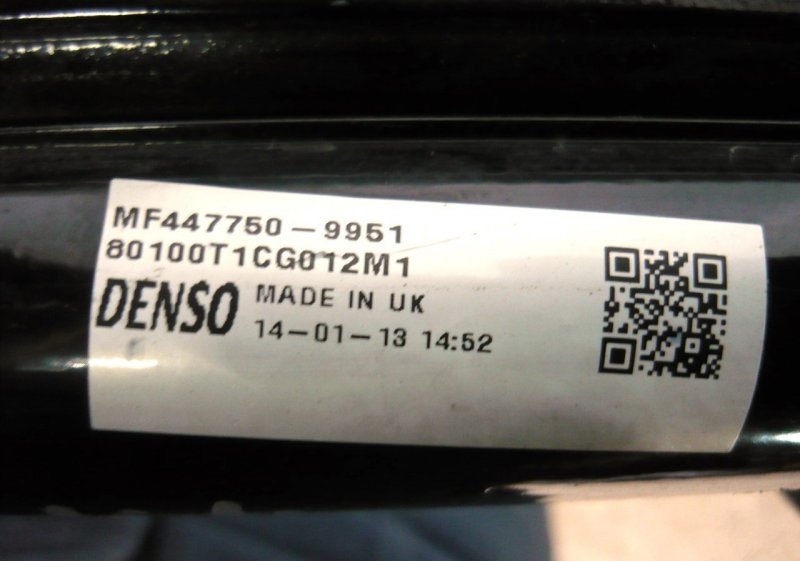 MF447750-9951
80100T1CG012M1
DENSO MADE IN UK
14-01-13 14:52